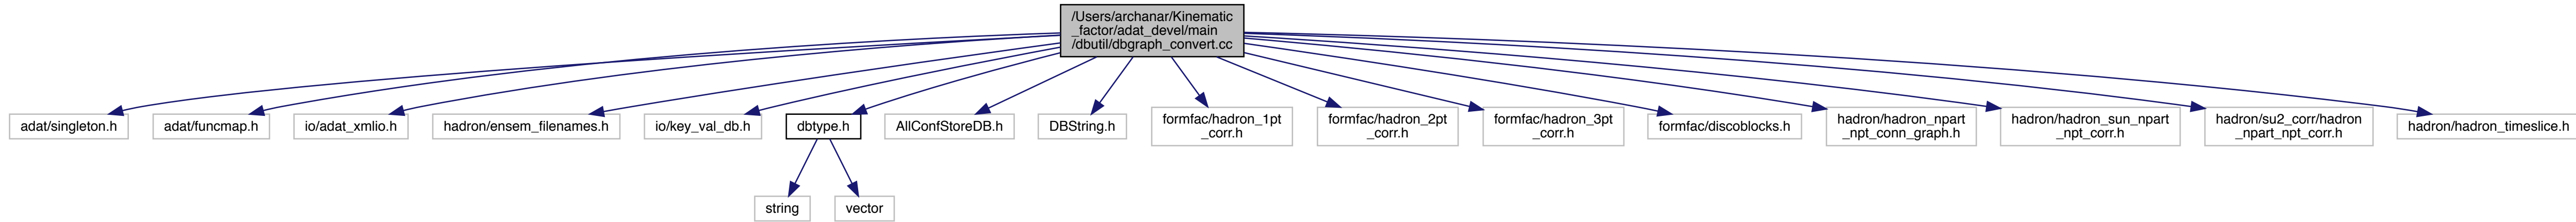 /Users/archanar/Kinematic
_factor/adat_devel/main
/dbutil/dbgraph_convert.cc
adat/singleton.h
adat/funcmap.h
io/adat_xmlio.h
hadron/ensem_filenames.h
io/key_val_db.h
dbtype.h
AllConfStoreDB.h
DBString.h
formfac/hadron_1pt
_corr.h
formfac/hadron_2pt
_corr.h
formfac/hadron_3pt
_corr.h
formfac/discoblocks.h
hadron/hadron_npart
_npt_conn_graph.h
hadron/hadron_sun_npart
_npt_corr.h
hadron/su2_corr/hadron
_npart_npt_corr.h
hadron/hadron_timeslice.h
string
vector